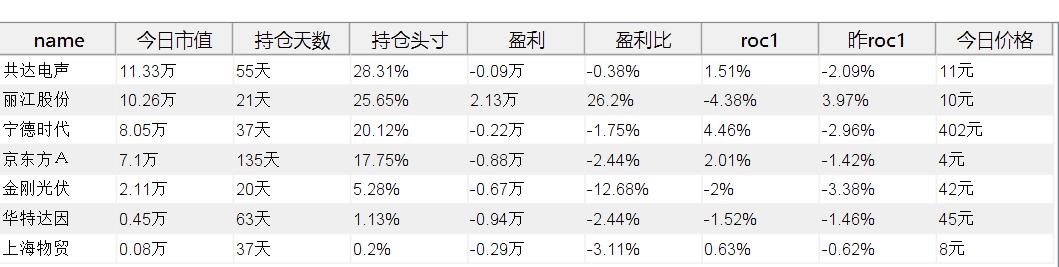 name 今日市值 持仓天数 持仓头寸 盈利 盈利比 roc1 昨roc1 今日价格
共达电声 11.33万 55天 28.31% -0.09万 -0.38% 1.51% -2.09% 11元
丽江股份 10.26万 21天 25.65% 2.13万 26.2% -4.38% 3.97% 10元
宁德时代 8.05万 37天 20.12% -0.22万 -1.75% 4.46% -2.96% 402元
京东方Ａ 7.1万 135天 17.75% -0.88万 -2.44% 2.01% -1.42% 4元
金刚光伏 2.11万 20天 5.28% -0.67万 -12.68% -2% -3.38% 42元
华特达因 0.45万 63天 1.13% -0.94万 -2.44% -1.52% -1.46% 45元
上海物贸 0.08万 37天 0.2% -0.29万 -3.11% 0.63% -0.62% 8元